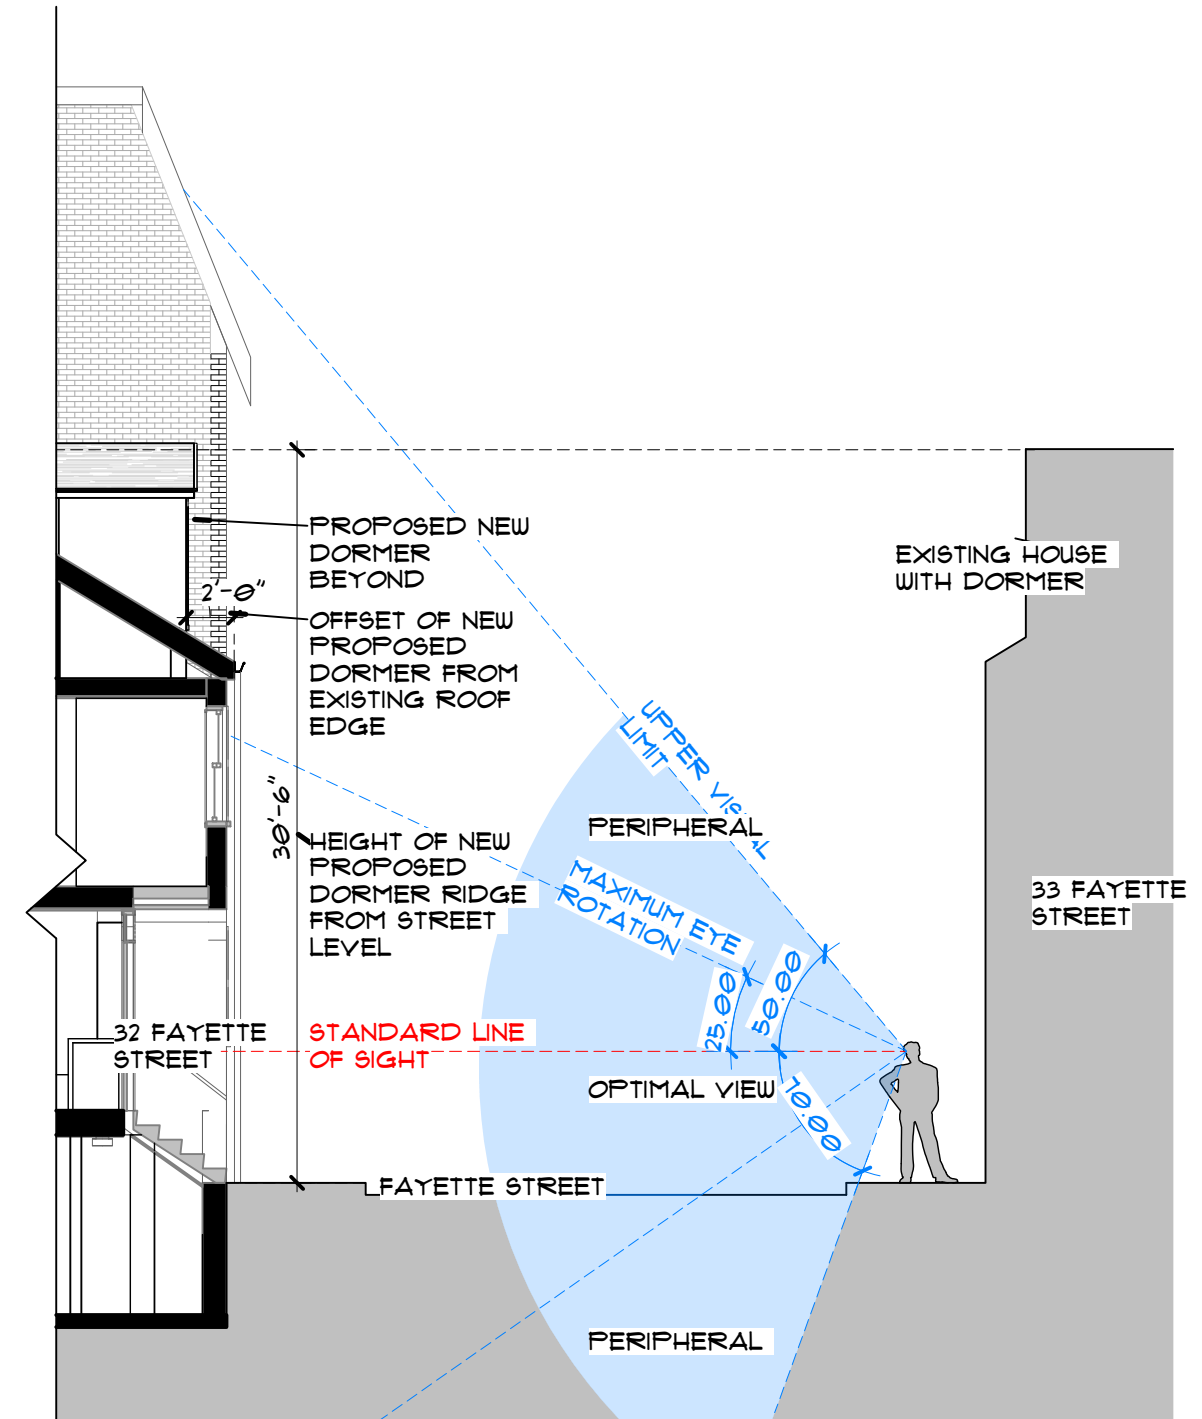 PROPOSED NEW
DORMER
BEYOND
2'-0"
OFFSET OF NEW
PROPOSED
DORMER FROM
EXISTING ROOF
EDGE
EXISTING HOUSE
WITH DORMER
UPPER VISUAL
LIMIT
30'-6"
HEIGHT OF NEW
PROPOSED
DORMER RIDGE
FROM STREET
LEVEL
PERIPHERAL
MAXIMUM EYE
ROTATION
33 FAYETTE
STREET
25.00
50.00
32 FAYETTE
STREET
STANDARD LINE
OF SIGHT
OPTIMAL VIEW
70.00
FAYETTE STREET
PERIPHERAL